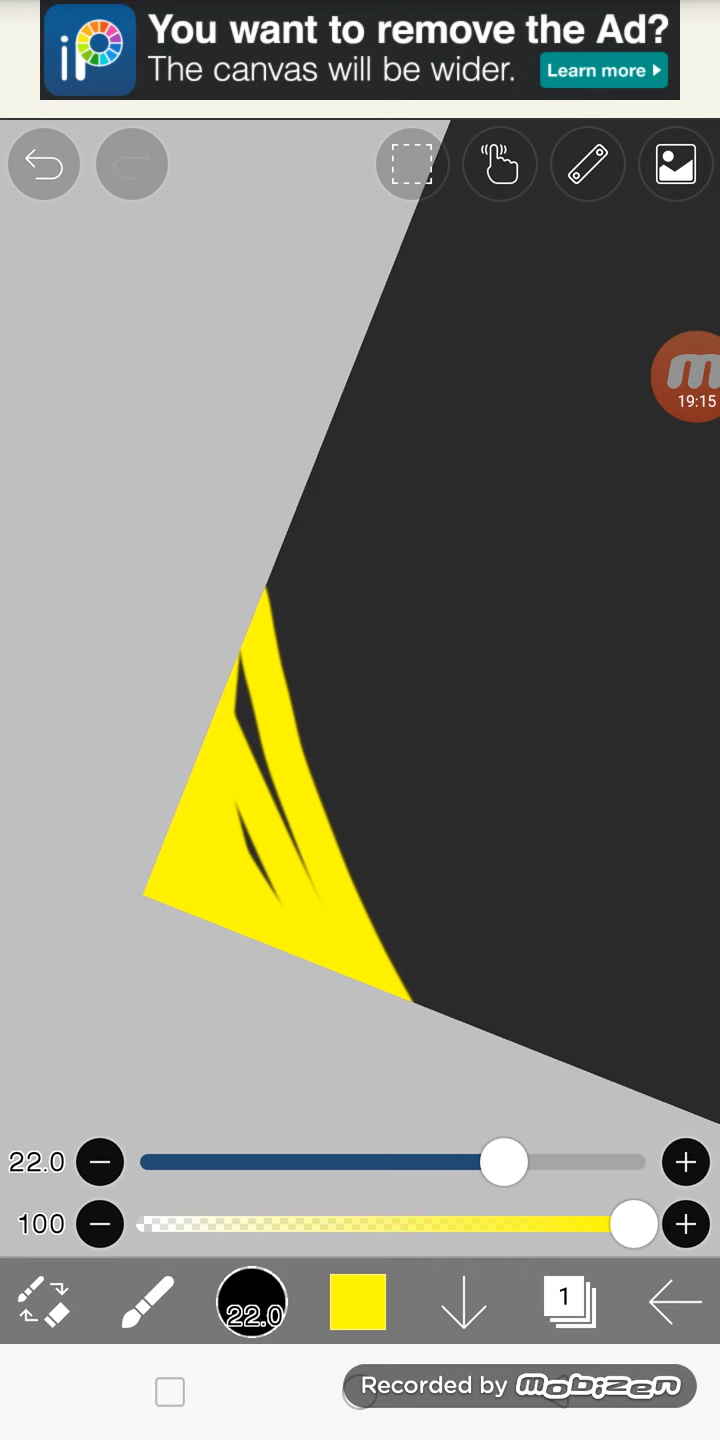 iP
You want to remove the Ad?
The canvas will be wider.
Learn more
m
19:15
22.0
100
22.0
1
Recorded by mobizen